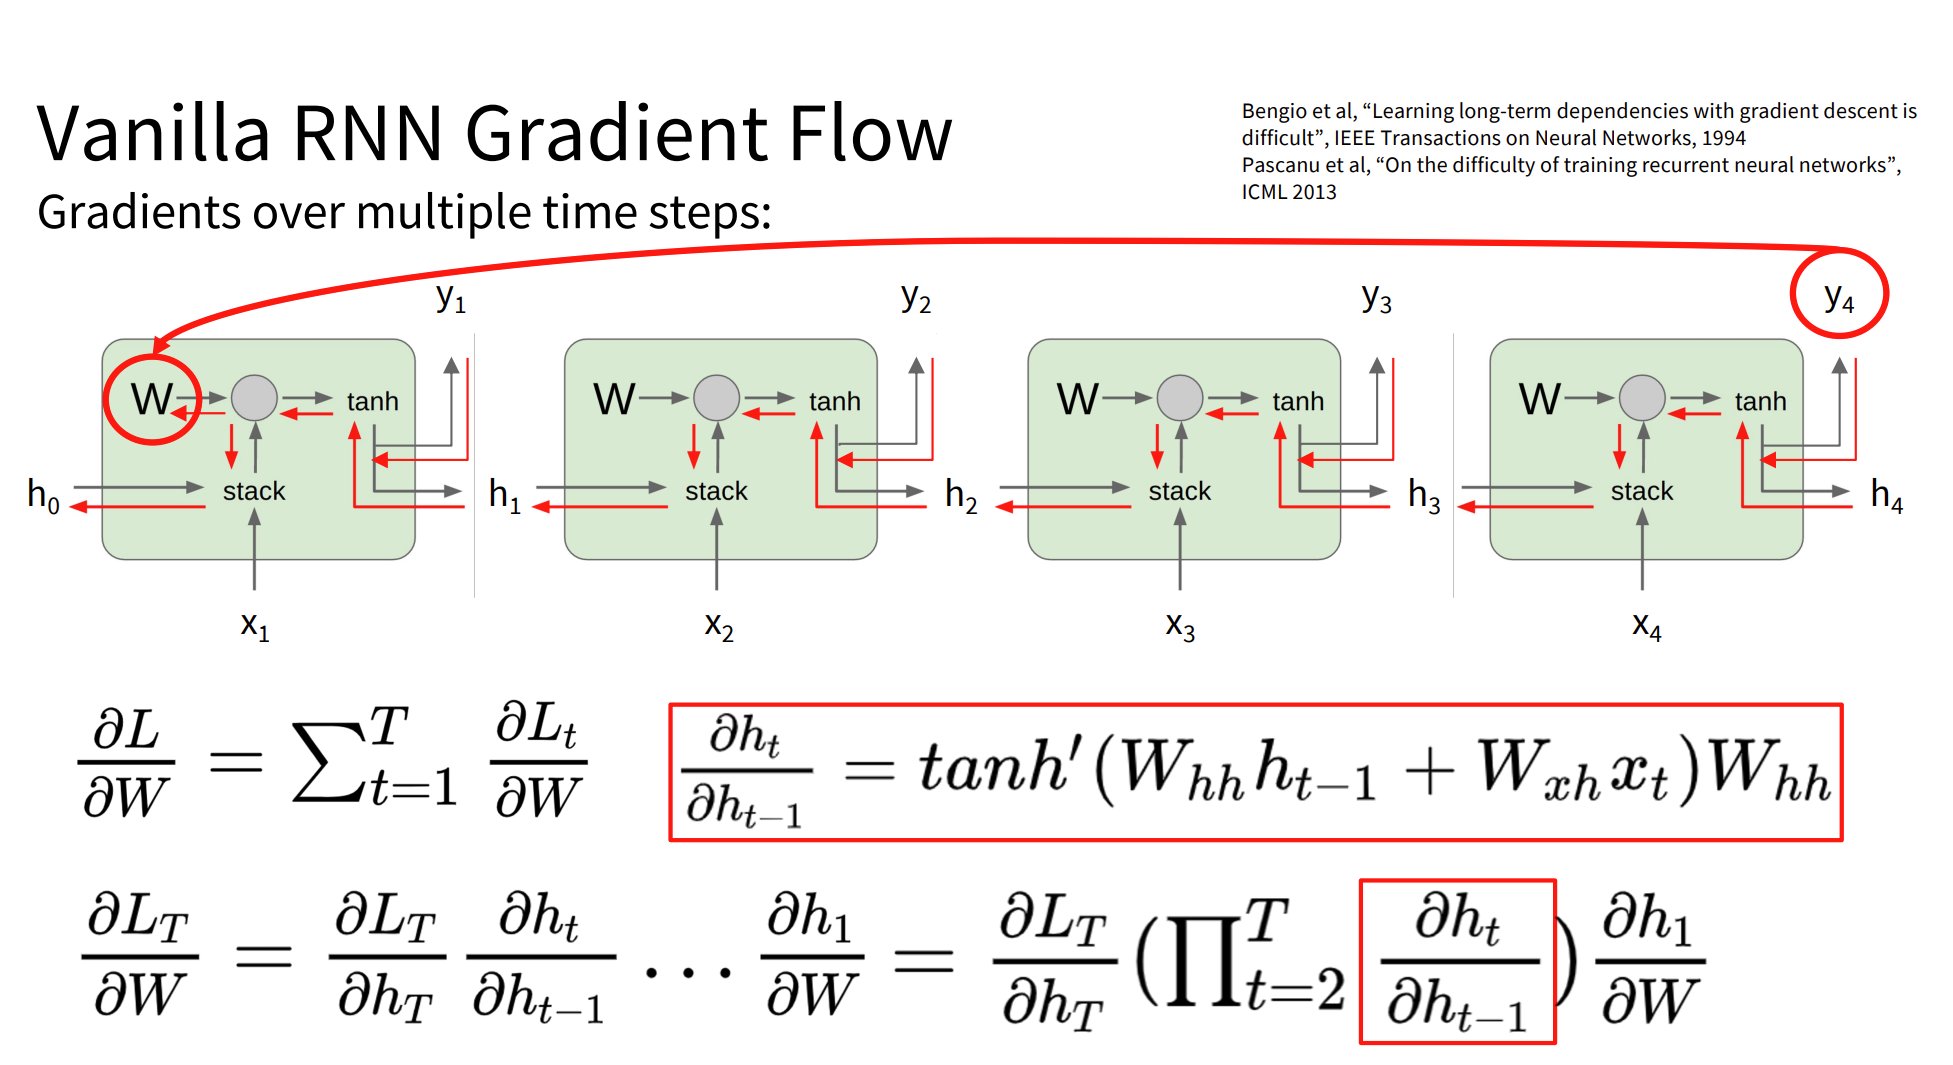 Vanilla RNN Gradient Flow
Gradients over multiple time steps:
Bengio et al, “Learning long-term dependencies with gradient descent is
difficult”, IEEE Transactions on Neural Networks, 1994
Pascanu et al, “On the difficulty of training recurrent neural networks”,
ICML 2013
y₁ y₂ y₃ y₄
W tanh W tanh W tanh W tanh
h₀ stack h₁ stack h₂ stack h₃ stack h₄
x₁ x₂ x₃ x₄
∂L/∂W = ∑_{t=1}^{T} ∂L_t/∂W
∂h_t/∂h_{t−1} = tanh′(W_{hh}h_{t−1} + W_{xh}x_t)W_{hh}
∂L_T/∂W = ∂L_T/∂h_T ∂h_t/∂h_{t−1} … ∂h_1/∂W = ∂L_T/∂h_T (∏_{t=2}^{T} ∂h_t/∂h_{t−1}) ∂h_1/∂W